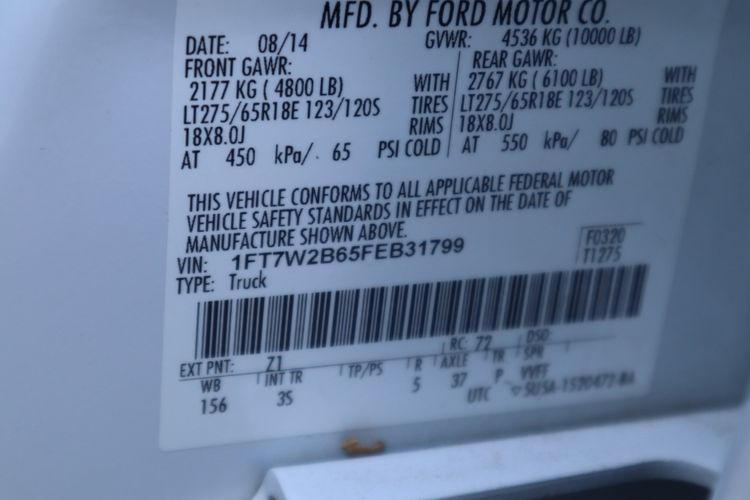 MFD. BY FORD MOTOR CO.
DATE: 08/14 GVWR: 4536 KG (10000 LB)
FRONT GAWR: REAR GAWR:
2177 KG ( 4800 LB) WITH 2767 KG ( 6100 LB) WITH
LT275/65R18E 123/120S TIRES LT275/65R18E 123/120S TIRES
18X8.0J RIMS 18X8.0J RIMS
AT 450 kPa/ 65 PSI COLD AT 550 kPa/ 80 PSI COLD
THIS VEHICLE CONFORMS TO ALL APPLICABLE FEDERAL MOTOR
VEHICLE SAFETY STANDARDS IN EFFECT ON THE DATE OF
MANUFACTURE SHOWN ABOVE.
VIN: 1FT7W2B65FEB31799 F0320
TYPE: Truck T1275
EXT PNT: Z1 RC: 72 DSO:
WB INT TR TP/PS R AXLE TR SPR
156 3S 5 37 P VVFF
UTC